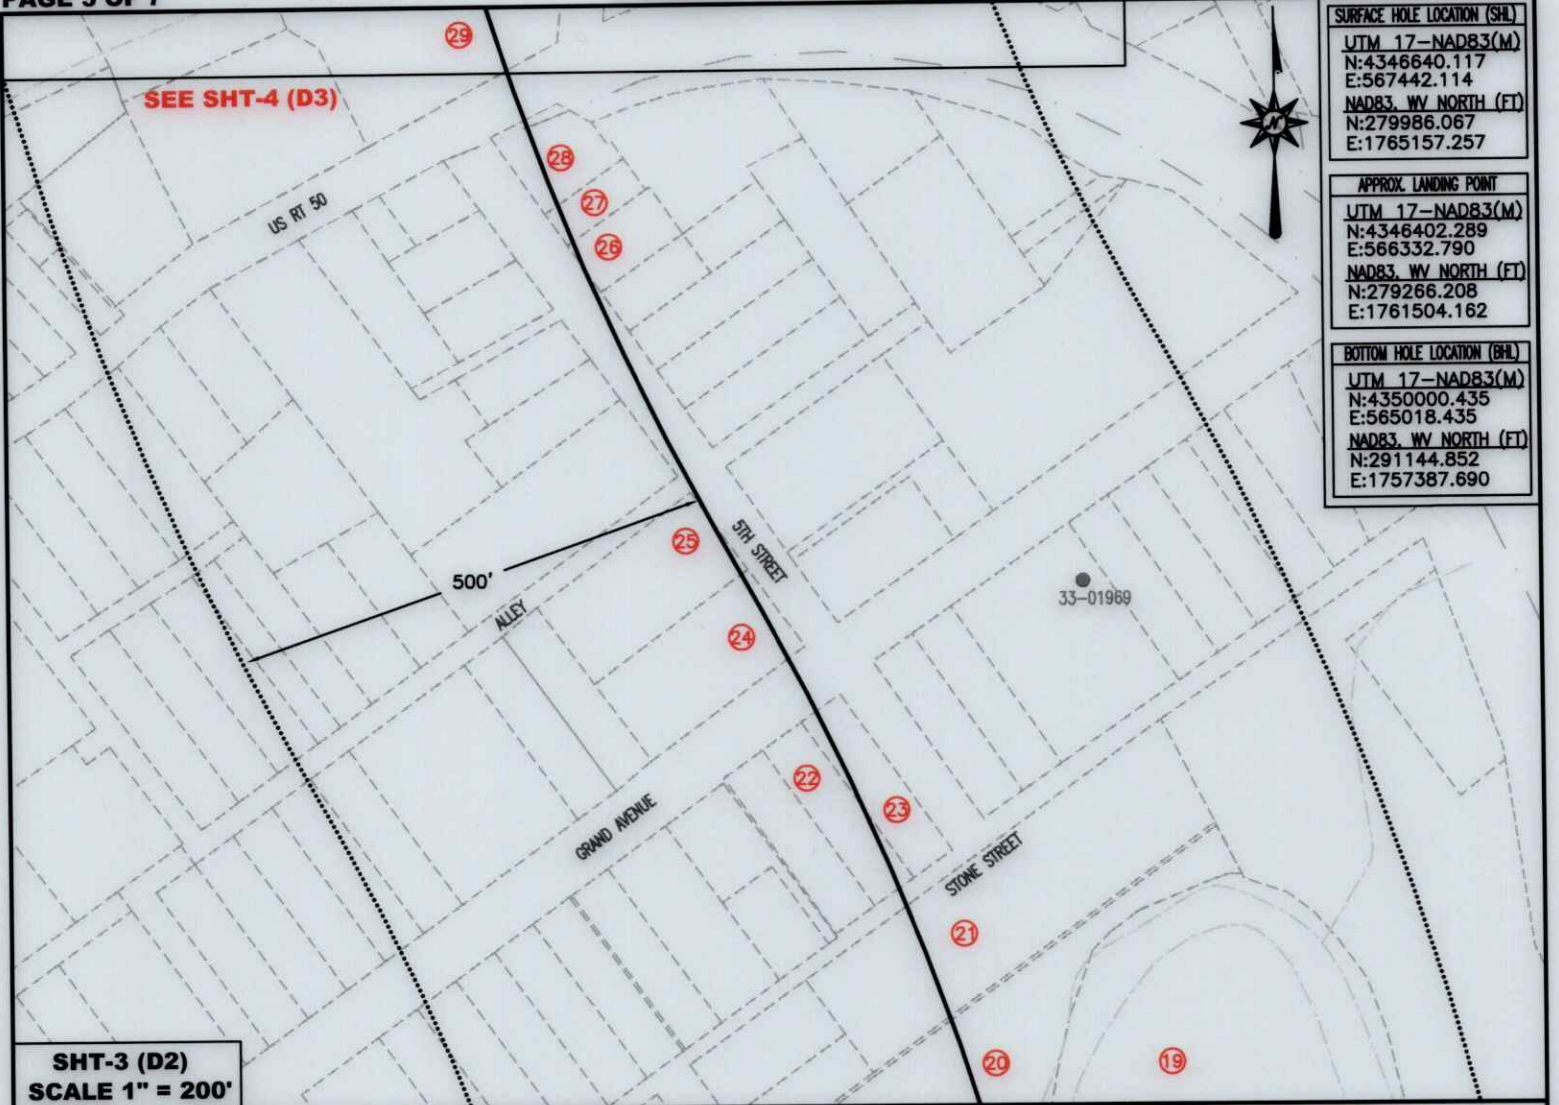 PAGE 5 OF 7
29
SEE SHT-4 (D3)
28
27
26
US RT 50
25
500'
5TH STREET
ALLEY
24
33-01969
22
23
GRAND AVENUE
STONE STREET
21
20
19
N
SURFACE HOLE LOCATION (SHL)
UTM 17-NAD83(M)
N:4346640.117
E:567442.114
NAD83, WV NORTH (FT)
N:279986.067
E:1765157.257
APPROX. LANDING POINT
UTM 17-NAD83(M)
N:4346402.289
E:566332.790
NAD83, WV NORTH (FT)
N:279266.208
E:1761504.162
BOTTOM HOLE LOCATION (BHL)
UTM 17-NAD83(M)
N:4350000.435
E:565018.435
NAD83, WV NORTH (FT)
N:291144.852
E:1757387.690
SHT-3 (D2)
SCALE 1" = 200'